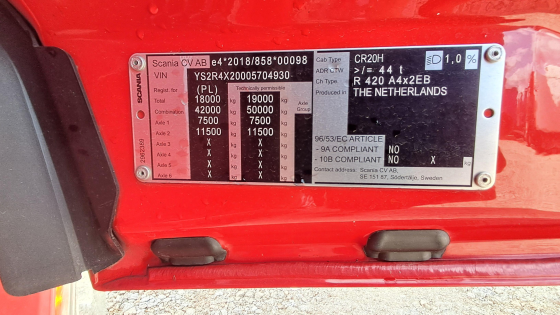 SCANIA
2962359
Scania CV AB e4*2018/858*00098
VIN YS2R4X20005704930
Reg for (PL) Technically permissible
Total 18000 kg 19000 kg Axle Group
Combination 42000 kg 50000 kg
Axle 1 7500 kg 7500 kg
Axle 2 11500 kg 11500 kg
Axle 3 X kg X kg
Axle 4 X kg X kg
Axle 5 X kg X kg
Axle 6 X kg X kg
Cab Type CR20H 1,0 %
ADR GTW >/= 44 t
Ch Type R 420 A4x2EB
Produced in THE NETHERLANDS
96/53/EC ARTICLE
- 9A COMPLIANT NO
- 10B COMPLIANT NO X
Contact address: Scania CV AB,
SE 151 87, Södertälje, Sweden